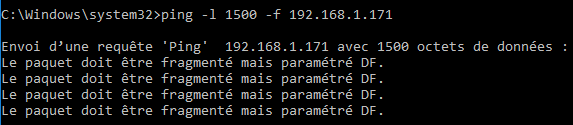 C:\Windows\system32>ping -l 1500 -f 192.168.1.171
Envoi d’une requête 'Ping'  192.168.1.171 avec 1500 octets de données :
Le paquet doit être fragmenté mais paramétré DF.
Le paquet doit être fragmenté mais paramétré DF.
Le paquet doit être fragmenté mais paramétré DF.
Le paquet doit être fragmenté mais paramétré DF.